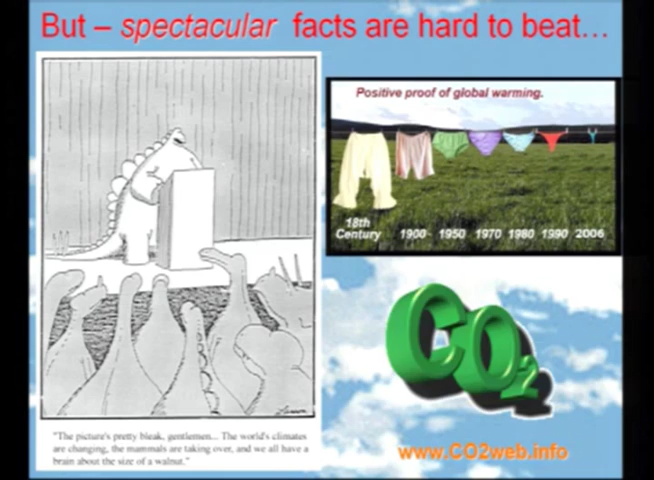 But – spectacular facts are hard to beat...
Positive proof of global warming.
18th
Century 1900 1950 1970 1980 1990 2006
"The picture's pretty bleak, gentlemen... The world's climates
are changing, the mammals are taking over, and we all have a
brain about the size of a walnut."
CO2
www.CO2web.info